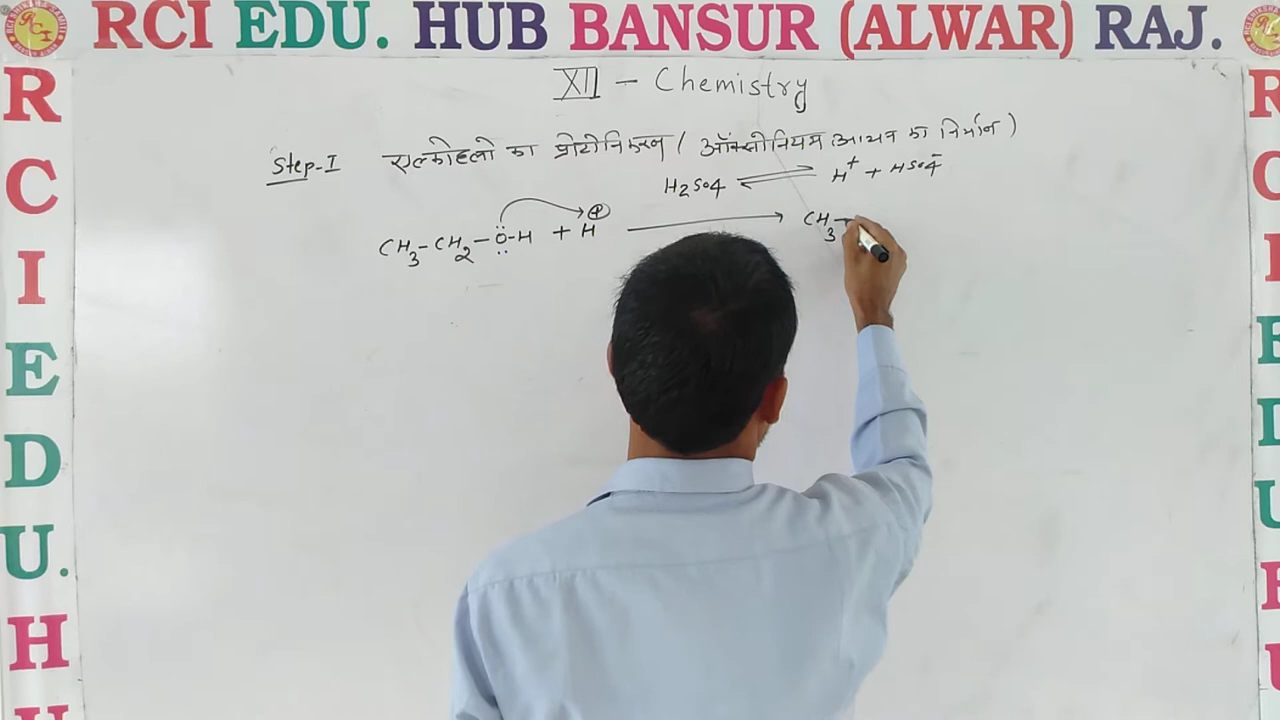 RCI EDU. HUB BANSUR (ALWAR) RAJ.
XII - Chemistry
Step-I एल्कोहलो का प्रोटोनिकरन ( ऑक्सोनियम आयन का निर्माण )
H2SO4 ⇌ H+ + HSO4-
CH3-CH2-Ö-H + H⊕ ⟶ CH3-
R
C
I
E
D
U.
H